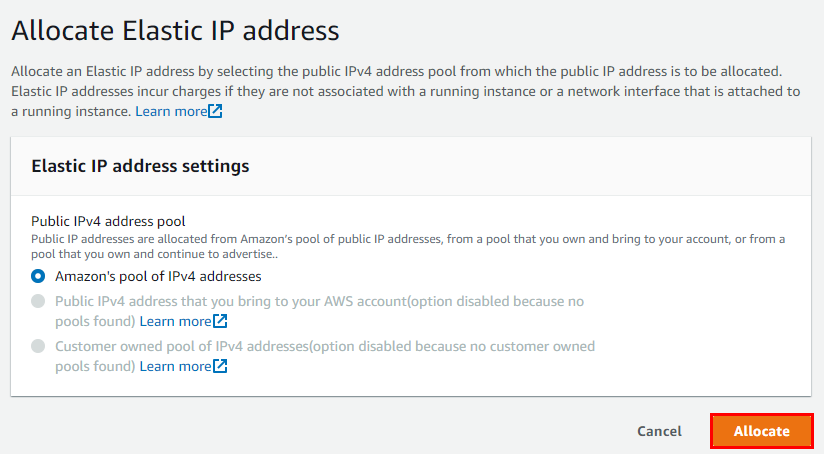 Allocate Elastic IP address
Allocate an Elastic IP address by selecting the public IPv4 address pool from which the public IP address is to be allocated.
Elastic IP addresses incur charges if they are not associated with a running instance or a network interface that is attached to
a running instance. Learn more
Elastic IP address settings
Public IPv4 address pool
Public IP addresses are allocated from Amazon's pool of public IP addresses, from a pool that you own and bring to your account, or from a
pool that you own and continue to advertise..
Amazon's pool of IPv4 addresses
Public IPv4 address that you bring to your AWS account(option disabled because no
pools found) Learn more
Customer owned pool of IPv4 addresses(option disabled because no customer owned
pools found) Learn more
Cancel Allocate